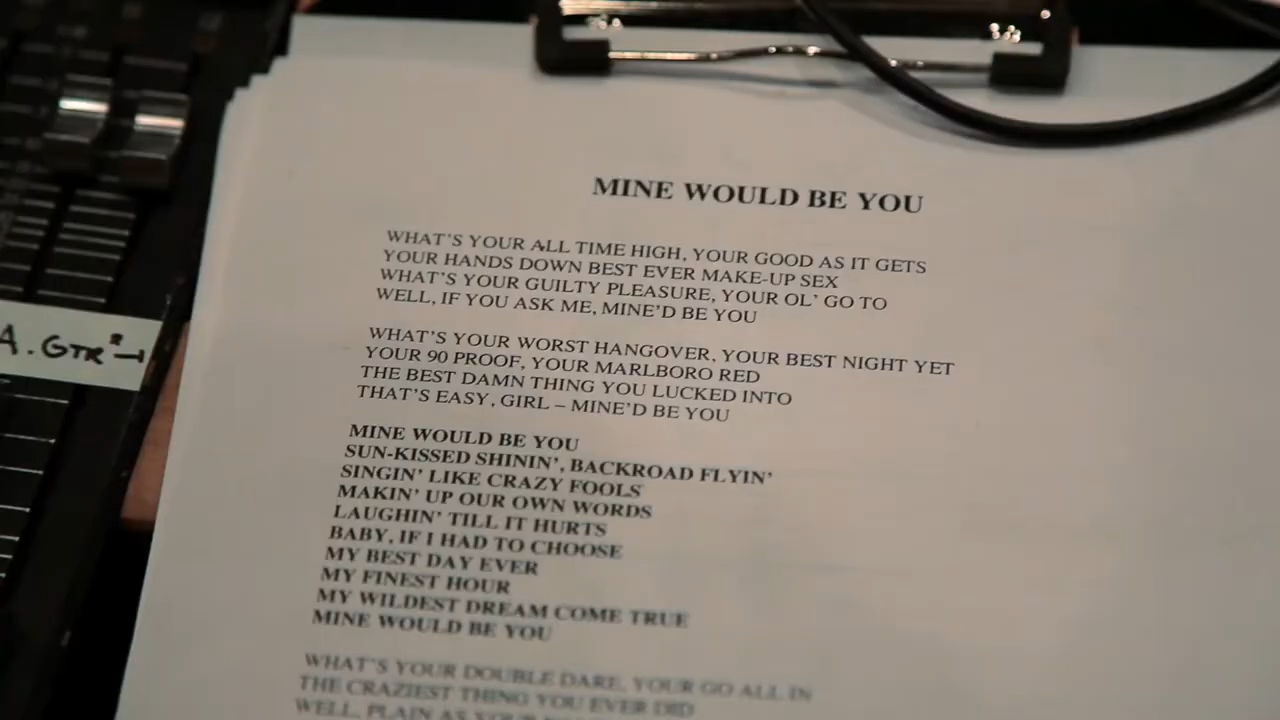 MINE WOULD BE YOU
WHAT'S YOUR ALL TIME HIGH, YOUR GOOD AS IT GETS
YOUR HANDS DOWN BEST EVER MAKE-UP SEX
WHAT'S YOUR GUILTY PLEASURE, YOUR OL' GO TO
WELL, IF YOU ASK ME, MINE'D BE YOU
WHAT'S YOUR WORST HANGOVER, YOUR BEST NIGHT YET
YOUR 90 PROOF, YOUR MARLBORO RED
THE BEST DAMN THING YOU LUCKED INTO
THAT'S EASY, GIRL – MINE'D BE YOU
MINE WOULD BE YOU
SUN-KISSED SHININ', BACKROAD FLYIN'
SINGIN' LIKE CRAZY FOOLS
MAKIN' UP OUR OWN WORDS
LAUGHIN' TILL IT HURTS
BABY, IF I HAD TO CHOOSE
MY BEST DAY EVER
MY FINEST HOUR
MY WILDEST DREAM COME TRUE
MINE WOULD BE YOU
WHAT'S YOUR DOUBLE DARE, YOUR GO ALL IN
THE CRAZIEST THING YOU EVER DID
WELL, PLAIN AS YOUR
A. GTR